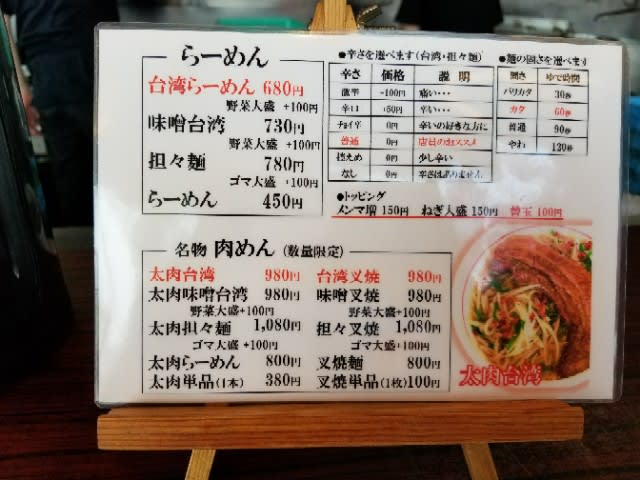 らーめん
台湾らーめん 680円
野菜大盛 +100円
味噌台湾 730円
野菜大盛 +100円
担々麺 780円
ゴマ大盛 +100円
らーめん 450円
●辛さを選べます(台湾・担々麺)
辛さ 価格 説明
激辛 +100円 痛い…
辛口 +50円 辛い…
チョイ辛 0円 辛いの好きな方に
普通 0円 店員のおススメ
控えめ 0円 少し辛い
なし 0円 辛さはありません
●麺の固さを選べます
固さ ゆで時間
バリカタ 30秒
カタ 60秒
普通 90秒
やわ 120秒
●トッピング
メンマ増 150円 ねぎ大盛 150円 替玉 100円
名物 肉めん (数量限定)
太肉台湾 980円 台湾叉焼 980円
太肉味噌台湾 980円 味噌叉焼 980円
野菜大盛+100円 野菜大盛+100円
太肉担々麺 1,080円 担々叉焼 1,080円
ゴマ大盛+100円 ゴマ大盛+100円
太肉らーめん 800円 叉焼麺 800円
太肉単品(1本) 380円 叉焼単品(1枚)100円
太肉台湾